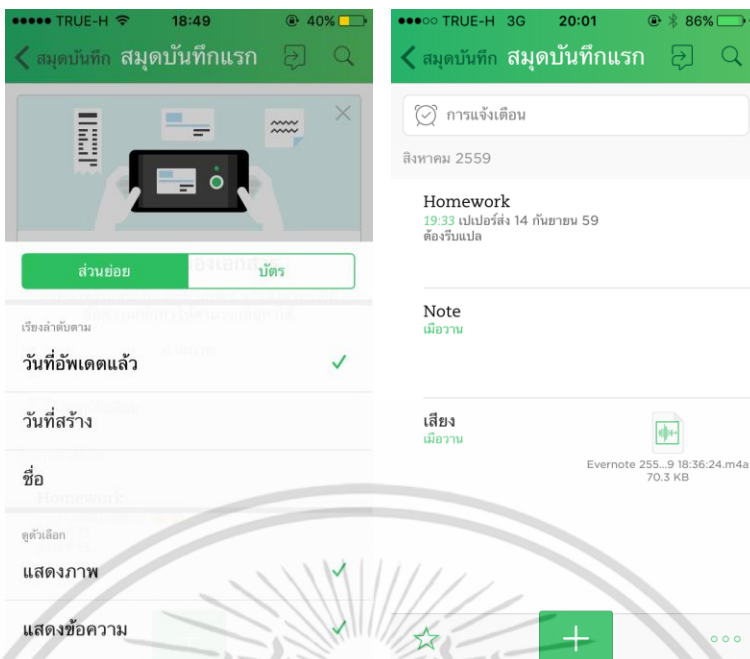 TRUE-H 18:49 40%
สมุดบันทึก สมุดบันทึกแรก
ส่วนย่อย บัตร
เรียงลำดับตาม
วันที่อัพเดตแล้ว
วันที่สร้าง
ชื่อ
Homework
ดูตัวเลือก
แสดงภาพ
แสดงข้อความ
TRUE-H 3G 20:01 86%
สมุดบันทึก สมุดบันทึกแรก
การแจ้งเตือน
สิงหาคม 2559
Homework
19:33 เปเปอร์ส่ง 14 กันยายน 59
ต้องรีบแปล
Note
เมื่อวาน
เสียง
เมื่อวาน
Evernote 255...9 18:36:24.m4a
70.3 KB